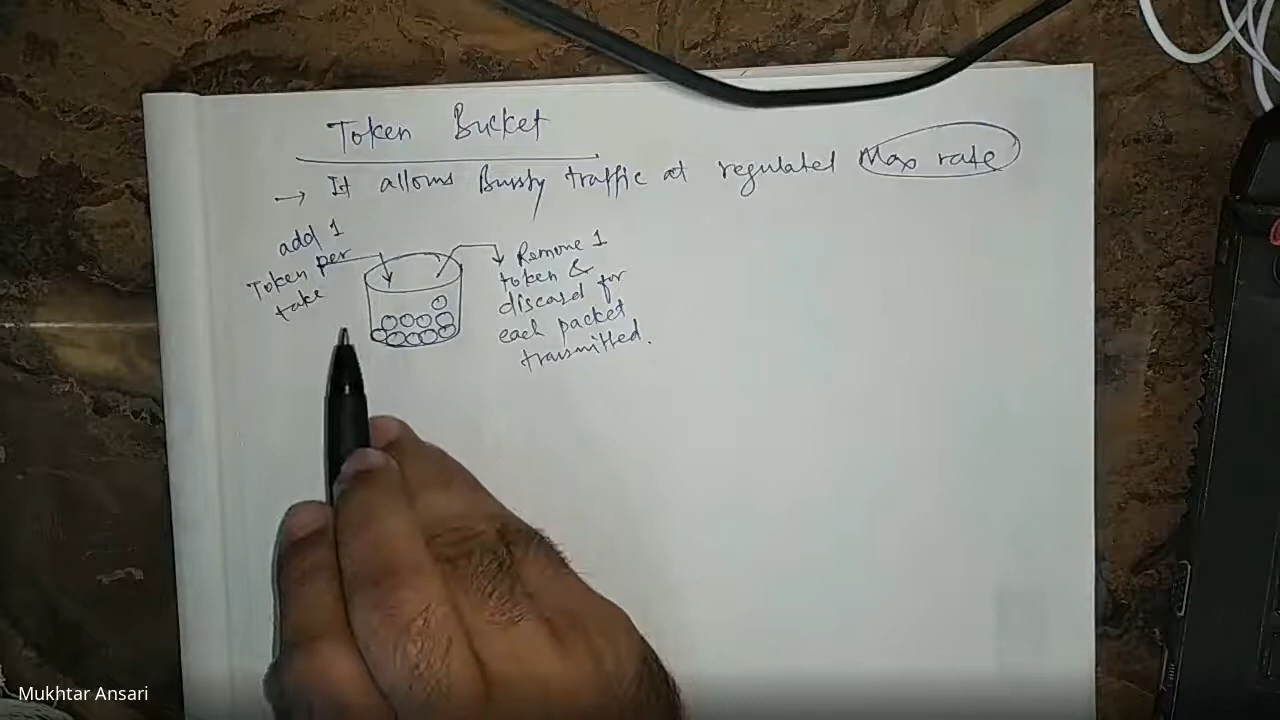 Token Bucket
→ It allows Bursty traffic at regulated Max rate
add 1
Token per
take
Remove 1
token &
discard for
each packet
transmitted.
Mukhtar Ansari